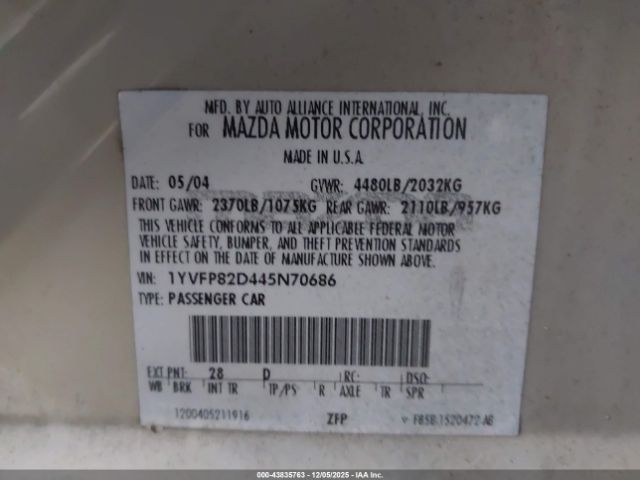 MFD. BY AUTO ALLIANCE INTERNATIONAL, INC.
FOR MAZDA MOTOR CORPORATION
MADE IN U.S.A.
DATE: 05/04 GVWR: 4480LB/2032KG
FRONT GAWR: 2370LB/1075KG REAR GAWR: 2110LB/957KG
THIS VEHICLE CONFORMS TO ALL APPLICABLE FEDERAL MOTOR
VEHICLE SAFETY, BUMPER, AND THEFT PREVENTION STANDARDS
IN EFFECT ON THE DATE OF MANUFACTURE SHOWN ABOVE.
VIN: 1YVFP82D445N70686
TYPE: PASSENGER CAR
EXT PNT: 28 D RC: DSO:
WB BRK INT TR TP/PS R AXLE TR SPR
1200405211916 ZFP F85B-1520472-AB
000-43835763 | 12/05/2025 - IAA Corp.